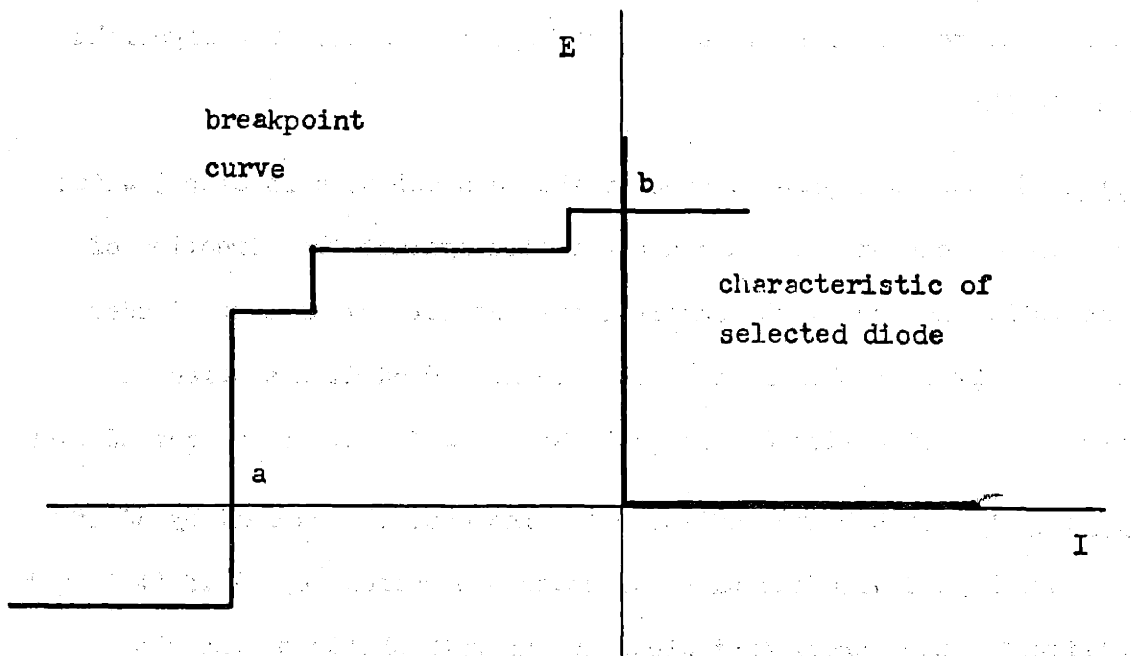 E
breakpoint
curve
b
characteristic of
selected diode
a
I